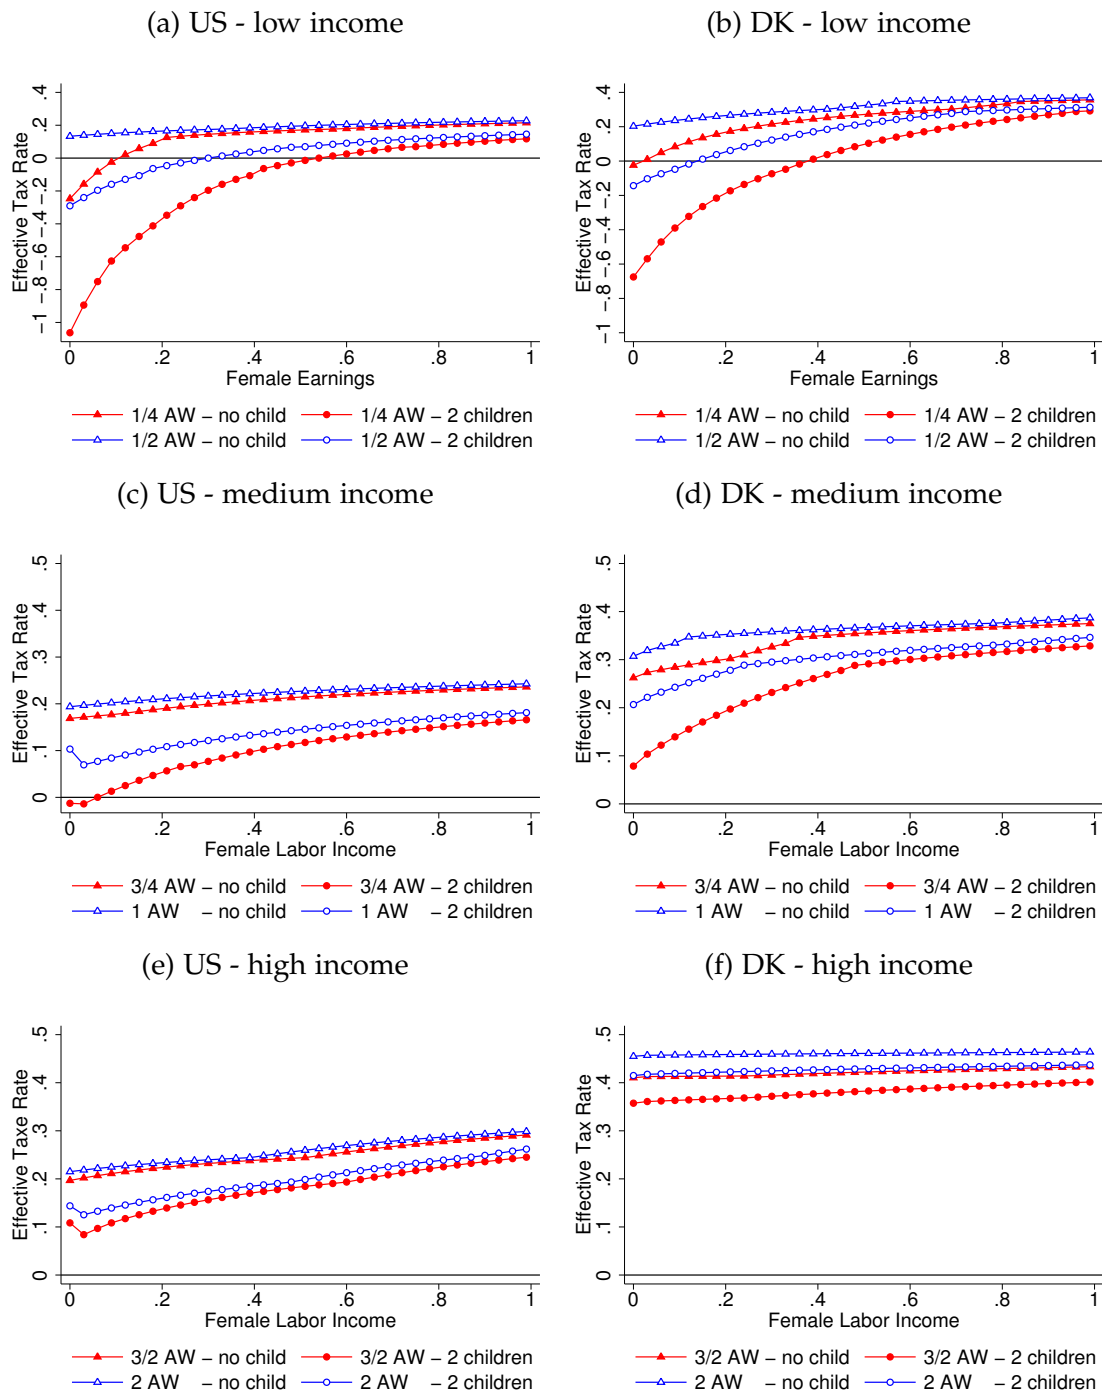 (a) US - low income
(b) DK - low income
Effective Tax Rate
−1 −.8 −.6 −.4 −.2 0 .2 .4
0 .2 .4 .6 .8 1
Female Earnings
1/4 AW − no child 1/4 AW − 2 children
1/2 AW − no child 1/2 AW − 2 children
Effective Tax Rate
−1 −.8 −.6 −.4 −.2 0 .2 .4
0 .2 .4 .6 .8 1
Female Earnings
1/4 AW − no child 1/4 AW − 2 children
1/2 AW − no child 1/2 AW − 2 children
(c) US - medium income
(d) DK - medium income
Effective Tax Rate
0 .1 .2 .3 .4 .5
0 .2 .4 .6 .8 1
Female Labor Income
3/4 AW − no child 3/4 AW − 2 children
1 AW − no child 1 AW − 2 children
Effective Tax Rate
0 .1 .2 .3 .4 .5
0 .2 .4 .6 .8 1
Female Labor Income
3/4 AW − no child 3/4 AW − 2 children
1 AW − no child 1 AW − 2 children
(e) US - high income
(f) DK - high income
Effective Taxe Rate
0 .1 .2 .3 .4 .5
0 .2 .4 .6 .8 1
Female Labor Income
3/2 AW − no child 3/2 AW − 2 children
2 AW − no child 2 AW − 2 children
Effective Tax Rate
0 .1 .2 .3 .4 .5
0 .2 .4 .6 .8 1
Female Labor Income
3/2 AW − no child 3/2 AW − 2 children
2 AW − no child 2 AW − 2 children